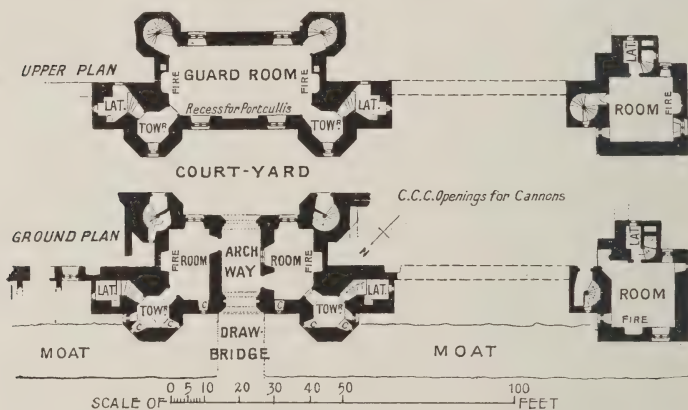 UPPER PLAN
GUARD ROOM
FIRE
FIRE
Recess for Portcullis
LAT.
TOWR
TOWR
LAT.
LAT.
ROOM
FIRE
COURT-YARD
C.C.C. Openings for Cannons
N
GROUND PLAN
FIRE
ROOM
ARCH
WAY
ROOM
FIRE
LAT.
TOWR
C
C
C
C
C
C
TOWR
LAT.
LAT.
ROOM
FIRE
MOAT
DRAW-
BRIDGE
MOAT
SCALE OF 0 5 10 20 30 40 50 100 FEET